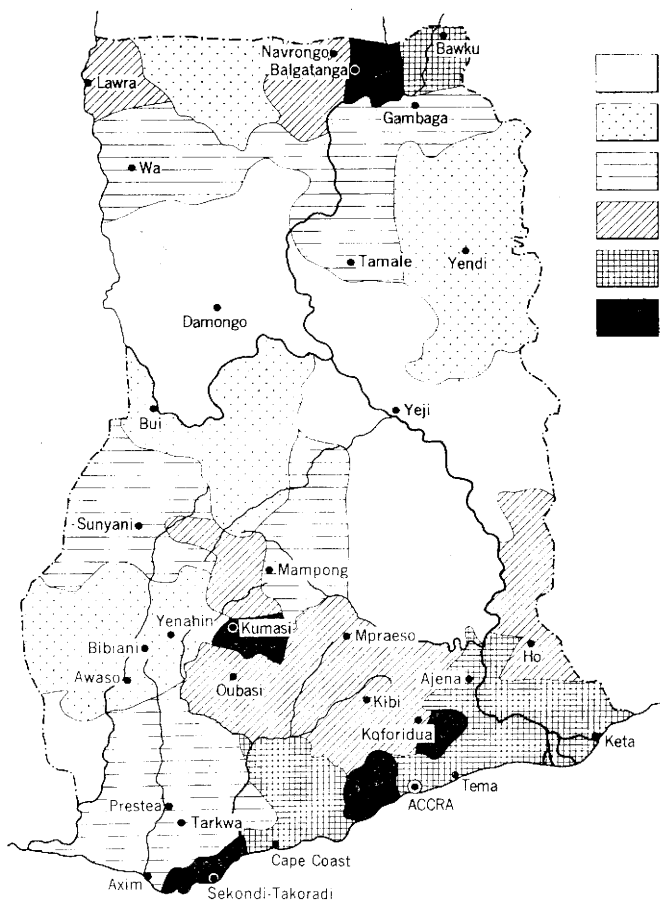 Bawku
Navrongo
Balgatanga
Lawra
Gambaga
Wa
Tamale
Yendi
Damongo
Bui
Yeji
Sunyani
Mampong
Yenahin
Kumasi
Mpraeso
Bibiani
Ho
Awaso
Oubasi
Ajena
Kibi
Kqforidua
Keta
Tema
ACCRA
Prestea
Tarkwa
Cape Coast
Axim
Sekondi-Takoradi